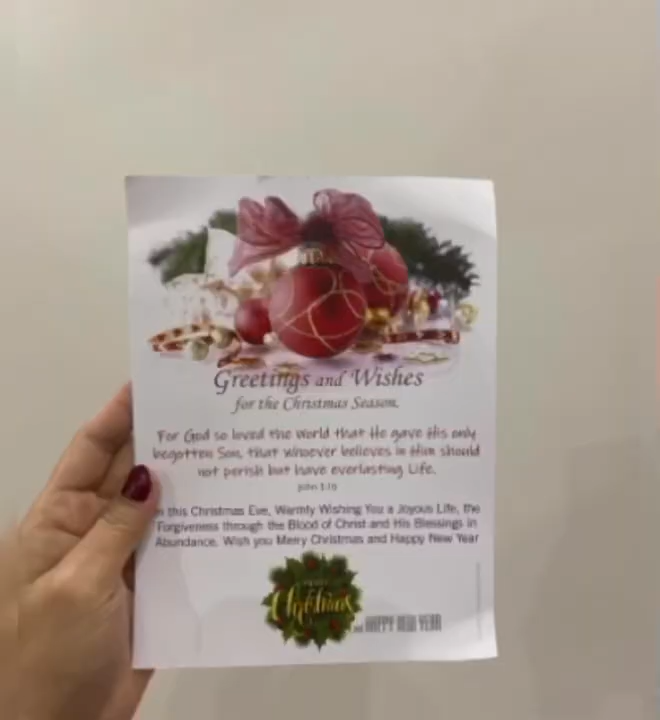 Greetings and Wishes
for the Christmas Season.
For God so loved the World that He gave His only
begotten Son, that whoever believes in Him should
not perish but have everlasting Life.
John 3:16
In this Christmas Eve, Warmly Wishing You a Joyous Life, the
Forgiveness through the Blood of Christ and His Blessings in
Abundance. Wish you Merry Christmas and Happy New Year
Christmas
HAPPY NEW YEAR